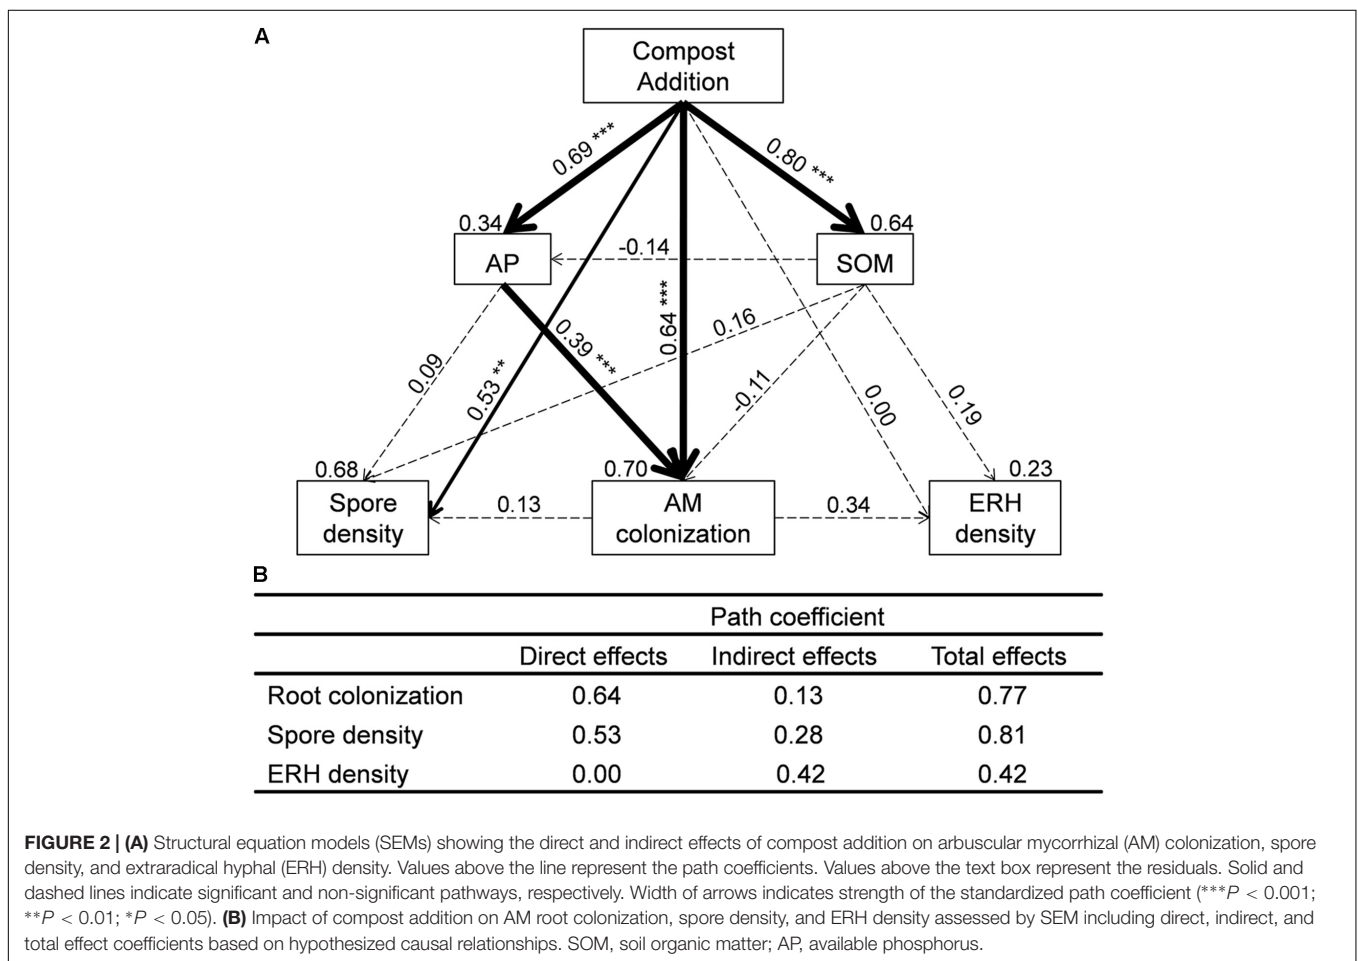 A
Compost
Addition
0.69 ***
0.80 ***
0.34
0.64
AP
-0.14
SOM
0.64 ***
0.16
0.39 ***
0.09
0.53 **
-0.11
0.00
0.19
0.68
0.70
0.23
Spore
density
0.13
AM
colonization
0.34
ERH
density
B
Path coefficient
Direct effects Indirect effects Total effects
Root colonization 0.64 0.13 0.77
Spore density 0.53 0.28 0.81
ERH density 0.00 0.42 0.42
FIGURE 2 | (A) Structural equation models (SEMs) showing the direct and indirect effects of compost addition on arbuscular mycorrhizal (AM) colonization, spore
density, and extraradical hyphal (ERH) density. Values above the line represent the path coefficients. Values above the text box represent the residuals. Solid and
dashed lines indicate significant and non-significant pathways, respectively. Width of arrows indicates strength of the standardized path coefficient (***P < 0.001;
**P < 0.01; *P < 0.05). (B) Impact of compost addition on AM root colonization, spore density, and ERH density assessed by SEM including direct, indirect, and
total effect coefficients based on hypothesized causal relationships. SOM, soil organic matter; AP, available phosphorus.